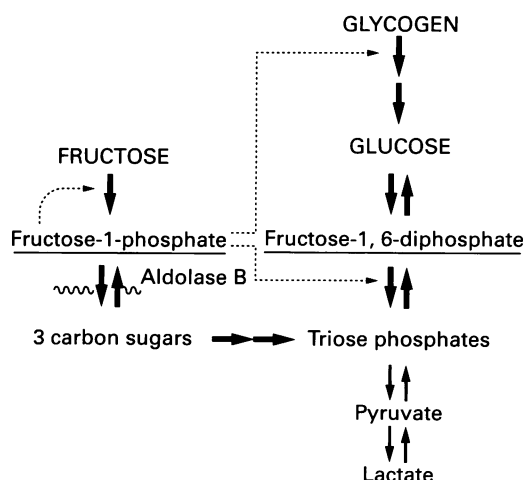 GLYCOGEN
FRUCTOSE
GLUCOSE
Fructose-1-phosphate
Fructose-1, 6-diphosphate
Aldolase B
3 carbon sugars
Triose phosphates
Pyruvate
Lactate